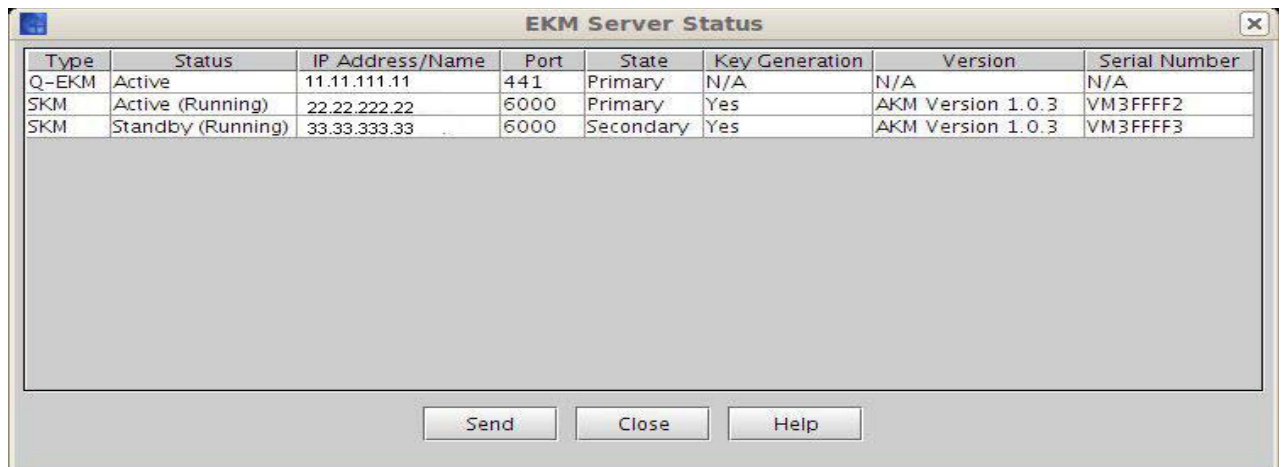 EKM Server Status
Type Status IP Address/Name Port State Key Generation Version Serial Number
Q-EKM Active 11.11.111.11 441 Primary N/A N/A N/A
SKM Active (Running) 22.22.222.22 6000 Primary Yes AKM Version 1.0.3 VM3FFFF2
SKM Standby (Running) 33.33.333.33 6000 Secondary Yes AKM Version 1.0.3 VM3FFFF3
Send Close Help